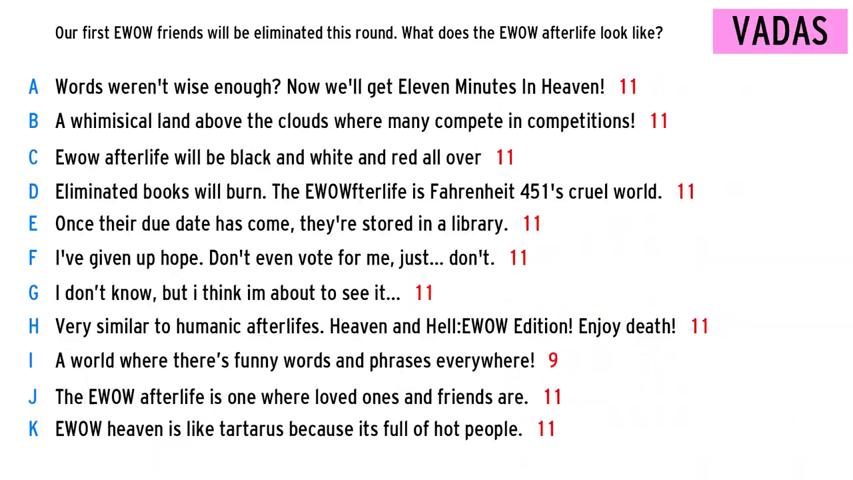 Our first EWOW friends will be eliminated this round. What does the EWOW afterlife look like?
VADAS
A Words weren't wise enough? Now we'll get Eleven Minutes In Heaven! 11
B A whimisical land above the clouds where many compete in competitions! 11
C Ewow afterlife will be black and white and red all over 11
D Eliminated books will burn. The EWOWfterlife is Fahrenheit 451's cruel world. 11
E Once their due date has come, they're stored in a library. 11
F I've given up hope. Don't even vote for me, just... don't. 11
G I don’t know, but i think im about to see it... 11
H Very similar to humanic afterlifes. Heaven and Hell:EWOW Edition! Enjoy death! 11
I A world where there’s funny words and phrases everywhere! 9
J The EWOW afterlife is one where loved ones and friends are. 11
K EWOW heaven is like tartarus because its full of hot people. 11